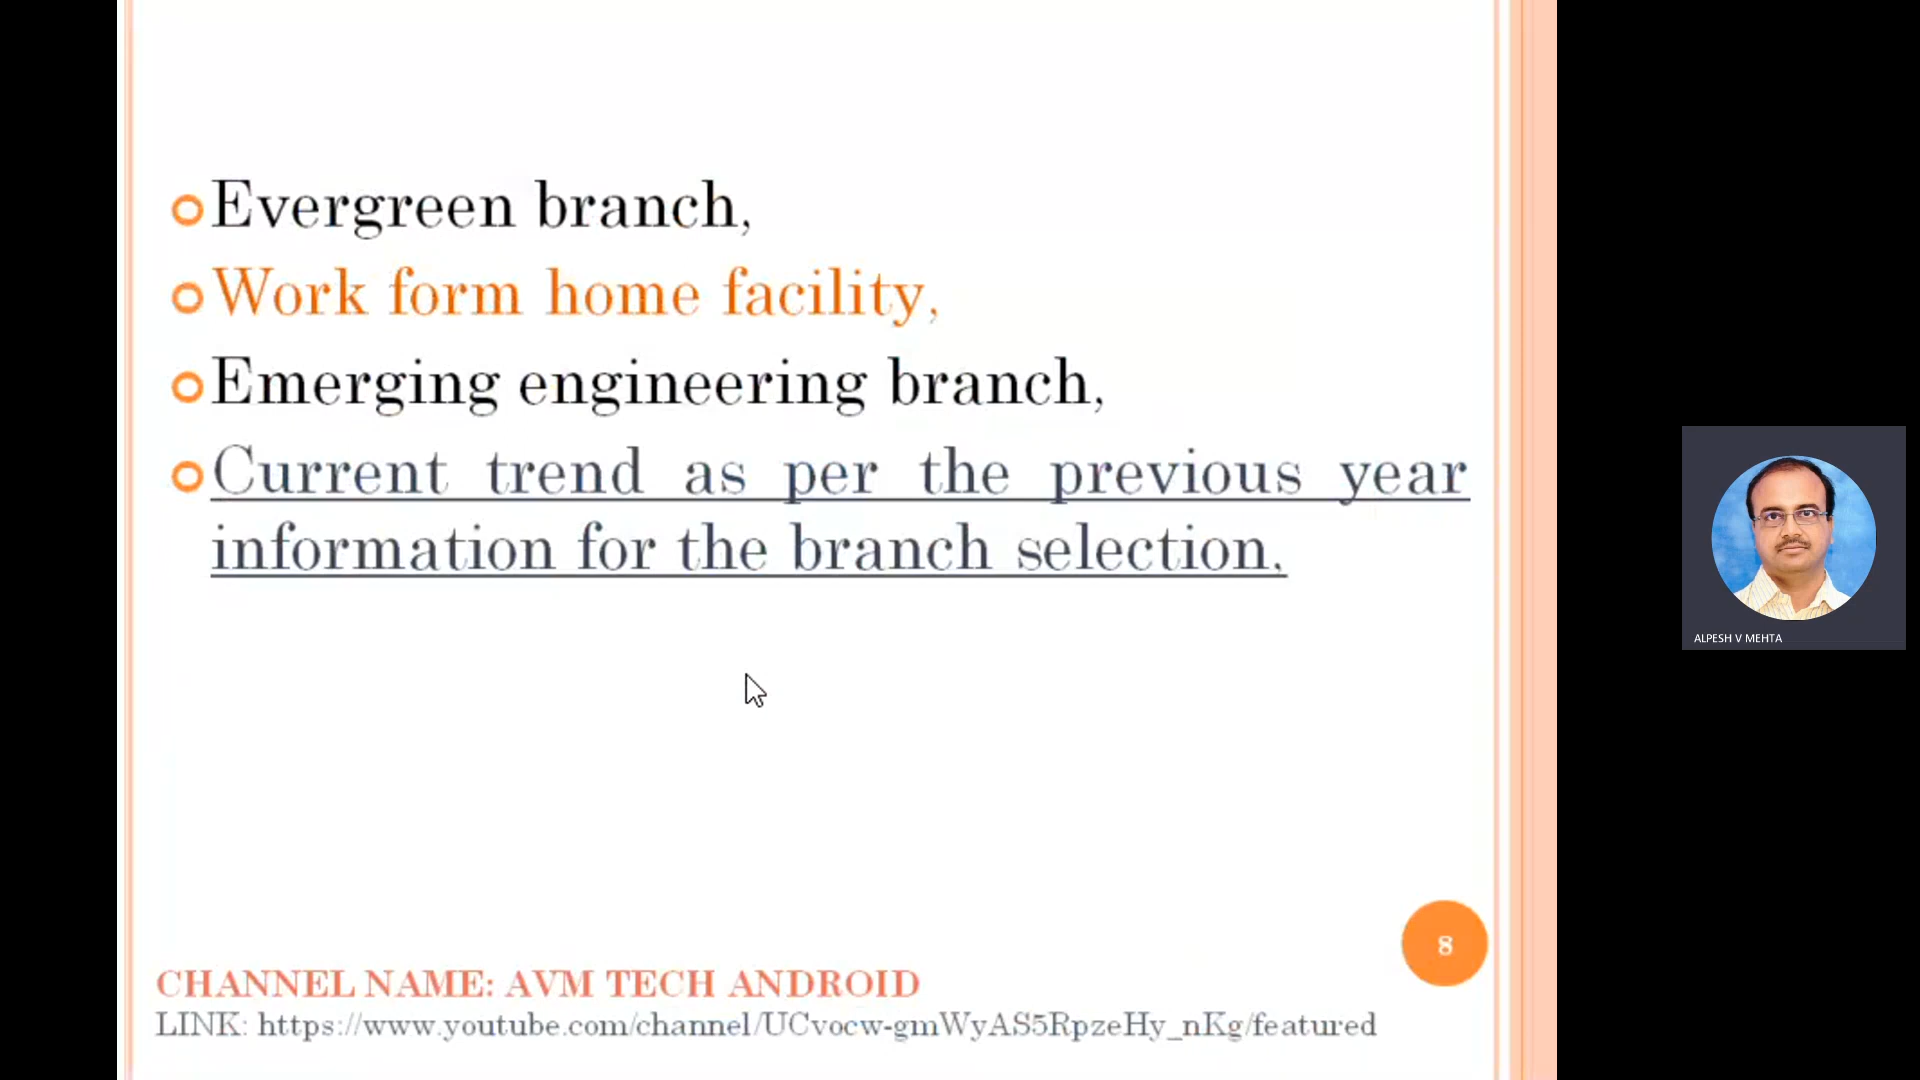 Evergreen branch,
Work form home facility,
Emerging engineering branch,
Current trend as per the previous year
information for the branch selection.
8
CHANNEL NAME: AVM TECH ANDROID
LINK: https://www.youtube.com/channel/UCvocw-gmWyAS5RpzeHy_nKg/featured
ALPESH V MEHTA